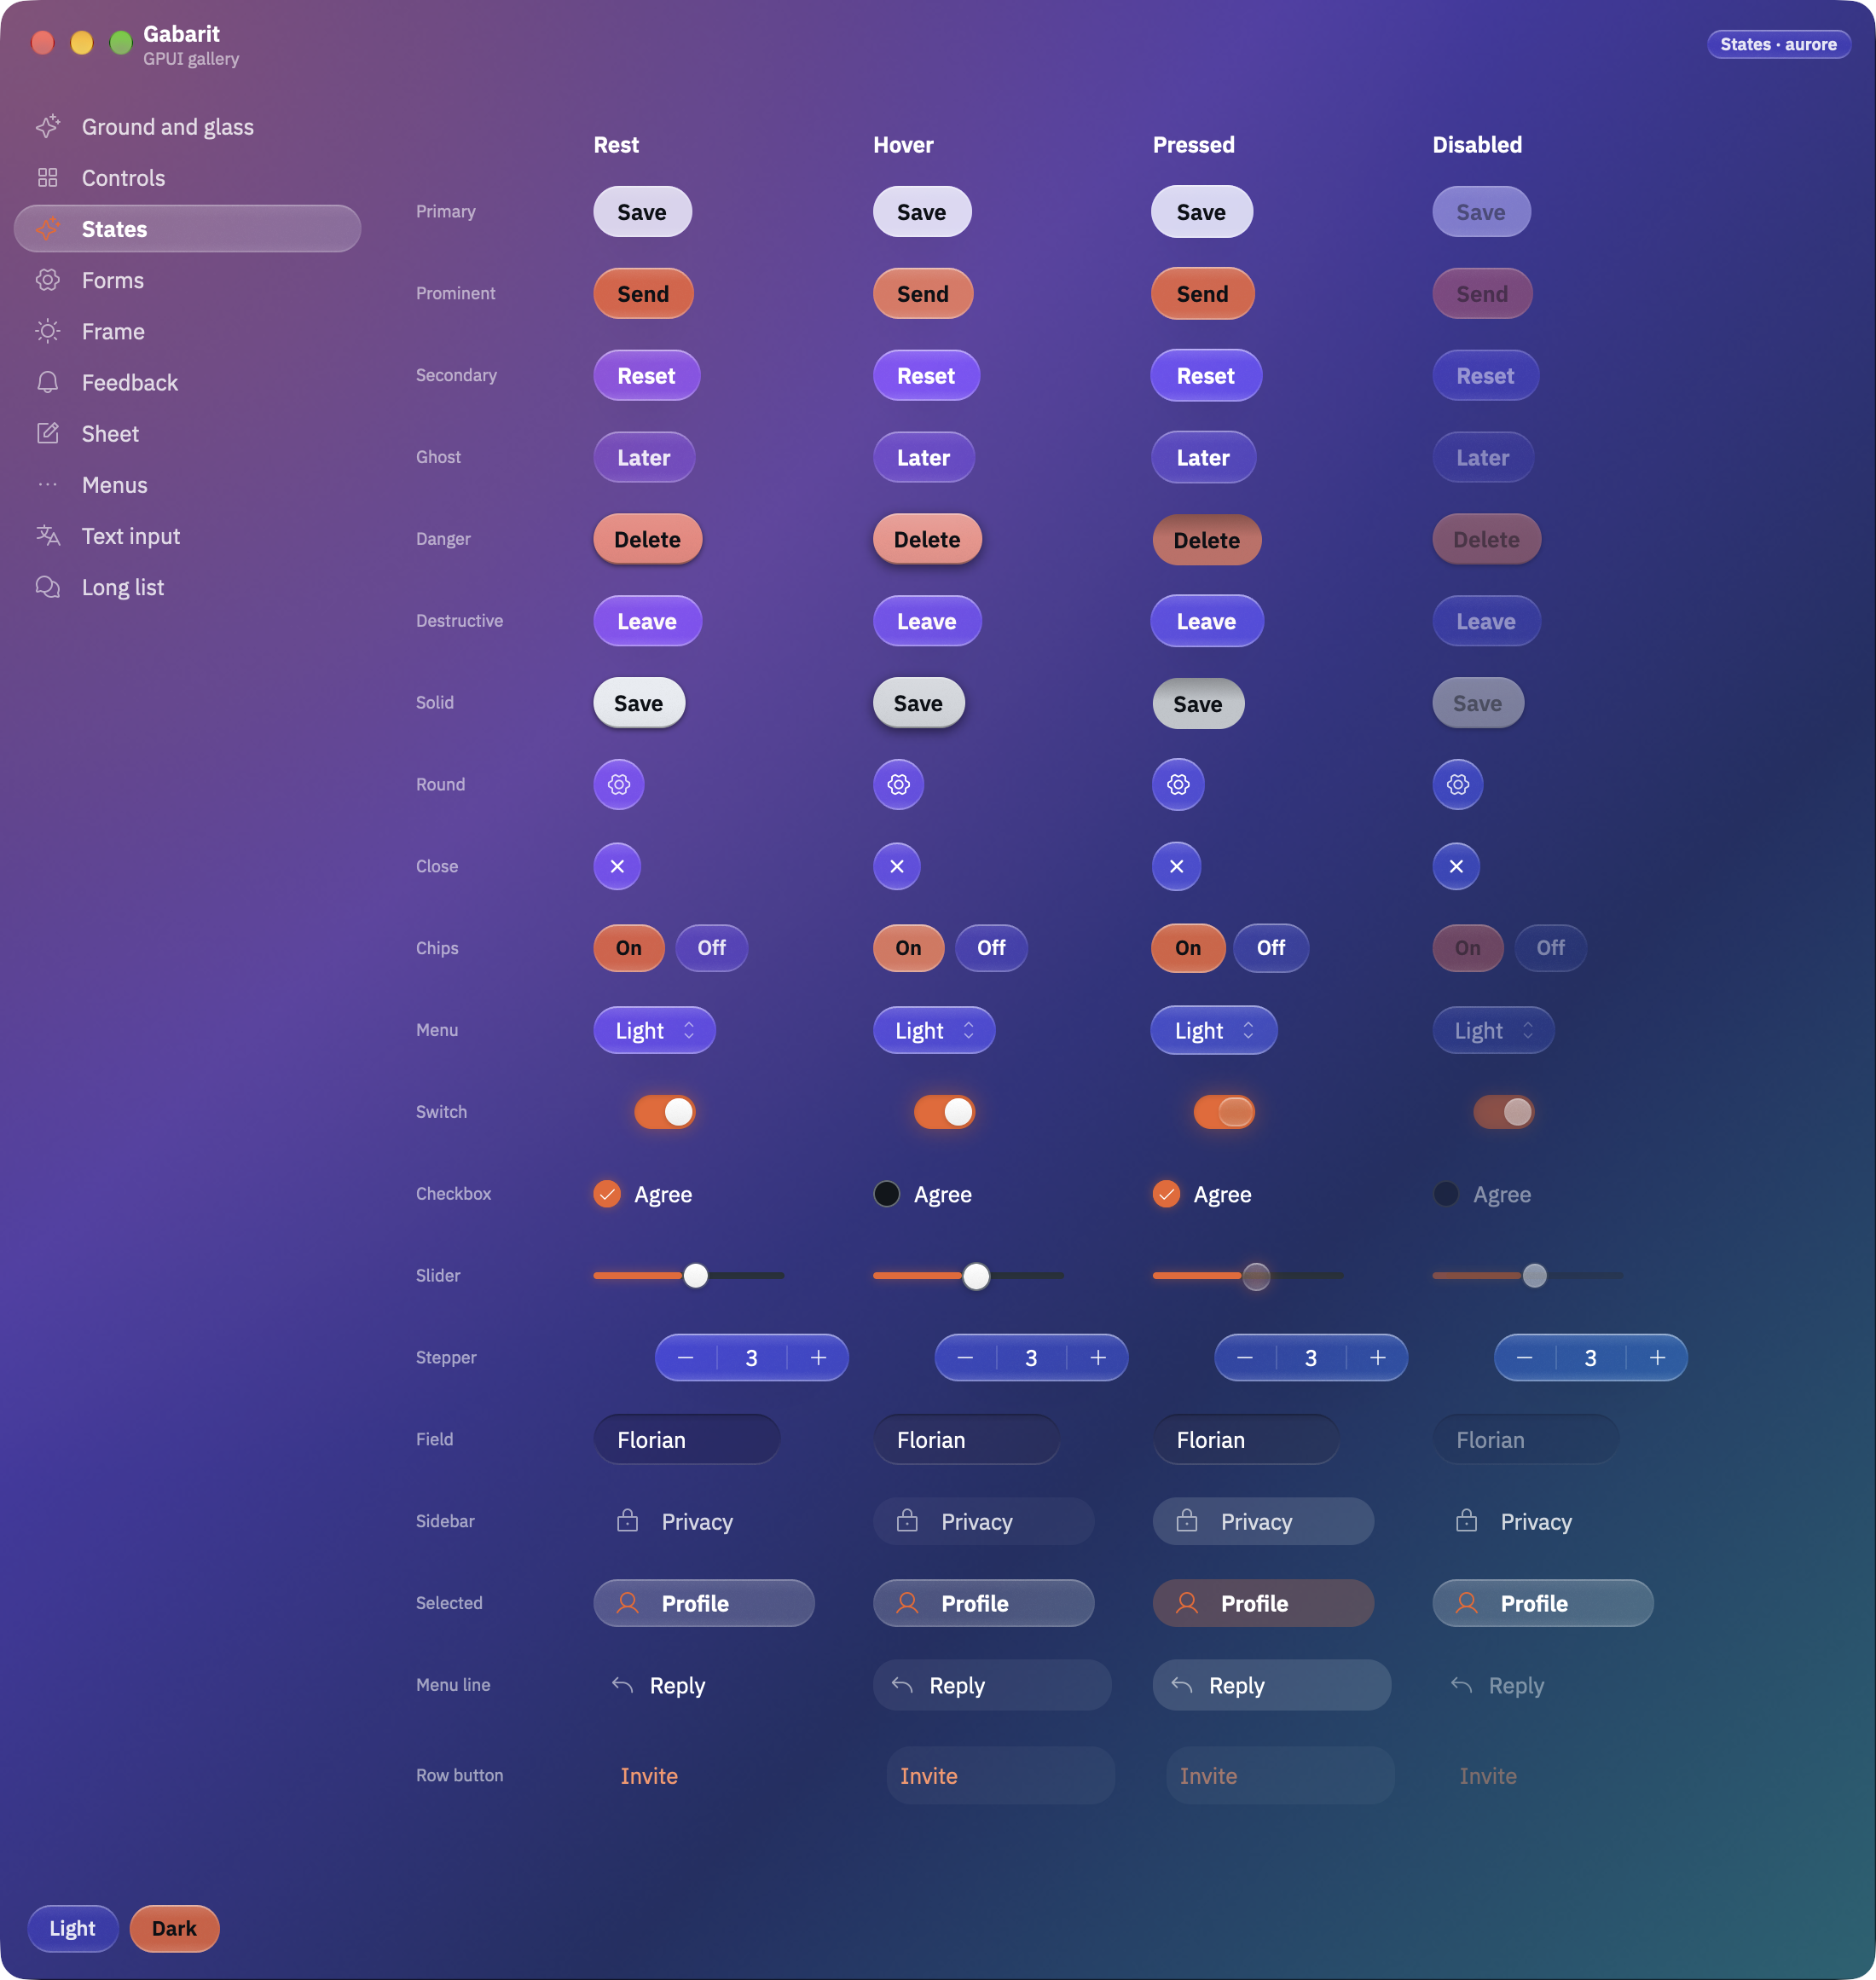 Gabarit
GPUI gallery
States · aurore
Ground and glass
Controls
States
Forms
Frame
Feedback
Sheet
Menus
Text input
Long list
Rest Hover Pressed Disabled
Primary Save Save Save Save
Prominent Send Send Send Send
Secondary Reset Reset Reset Reset
Ghost Later Later Later Later
Danger Delete Delete Delete Delete
Destructive Leave Leave Leave Leave
Solid Save Save Save Save
Round
Close
Chips On Off On Off On Off On Off
Menu Light Light Light Light
Switch
Checkbox Agree Agree Agree Agree
Slider
Stepper 3 3 3 3
Field Florian Florian Florian Florian
Sidebar Privacy Privacy Privacy Privacy
Selected Profile Profile Profile Profile
Menu line Reply Reply Reply Reply
Row button Invite Invite Invite Invite
Light Dark